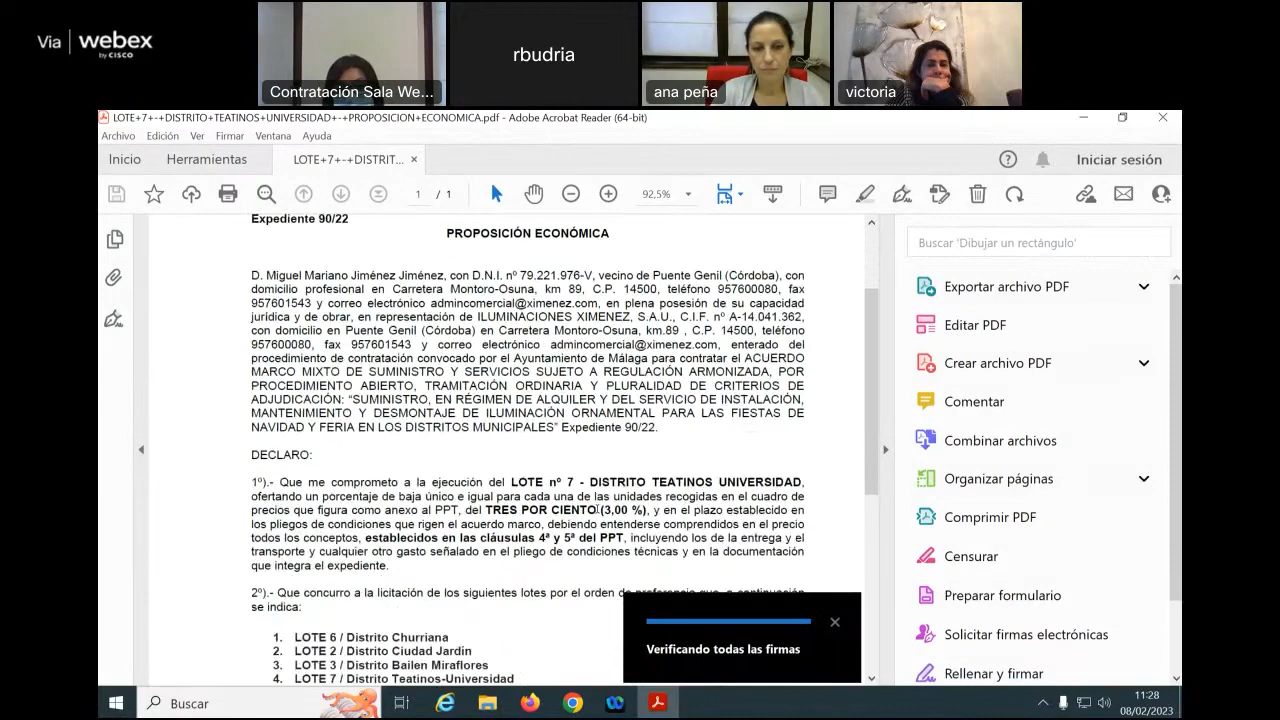 Via | webex
by CISCO
Contratación Sala We...
rbudria
ana peña
victoria
LOTE+7+-+DISTRITO+TEATINOS+UNIVERSIDAD+-+PROPOSICION+ECONOMICA.pdf - Adobe Acrobat Reader (64-bit)
Archivo Edición Ver Firmar Ventana Ayuda
Inicio Herramientas LOTE+7+-+DISTRIT... × Iniciar sesión
1 / 1 92,5%
Expediente 90/22
PROPOSICIÓN ECONÓMICA
D. Miguel Mariano Jiménez Jiménez, con D.N.I. nº 79.221.976-V, vecino de Puente Genil (Córdoba), con
domicilio profesional en Carretera Montoro-Osuna, km 89, C.P. 14500, teléfono 957600080, fax
957601543 y correo electrónico admincomercial@ximenez.com, en plena posesión de su capacidad
jurídica y de obrar, en representación de ILUMINACIONES XIMENEZ, S.A.U., C.I.F. nº A-14.041.362,
con domicilio en Puente Genil (Córdoba) en Carretera Montoro-Osuna, km.89 , C.P. 14500, teléfono
957600080, fax 957601543 y correo electrónico admincomercial@ximenez.com, enterado del
procedimiento de contratación convocado por el Ayuntamiento de Málaga para contratar el ACUERDO
MARCO MIXTO DE SUMINISTRO Y SERVICIOS SUJETO A REGULACIÓN ARMONIZADA, POR
PROCEDIMIENTO ABIERTO, TRAMITACIÓN ORDINARIA Y PLURALIDAD DE CRITERIOS DE
ADJUDICACIÓN: “SUMINISTRO, EN RÉGIMEN DE ALQUILER Y DEL SERVICIO DE INSTALACIÓN,
MANTENIMIENTO Y DESMONTAJE DE ILUMINACIÓN ORNAMENTAL PARA LAS FIESTAS DE
NAVIDAD Y FERIA EN LOS DISTRITOS MUNICIPALES” Expediente 90/22.
DECLARO:
1º).- Que me comprometo a la ejecución del LOTE nº 7 - DISTRITO TEATINOS UNIVERSIDAD,
ofertando un porcentaje de baja único e igual para cada una de las unidades recogidas en el cuadro de
precios que figura como anexo al PPT, del TRES POR CIENTO (3,00 %), y en el plazo establecido en
los pliegos de condiciones que rigen el acuerdo marco, debiendo entenderse comprendidos en el precio
todos los conceptos, establecidos en las cláusulas 4ª y 5ª del PPT, incluyendo los de la entrega y el
transporte y cualquier otro gasto señalado en el pliego de condiciones técnicas y en la documentación
que integra el expediente.
2º).- Que concurro a la licitación de los siguientes lotes por el orden de preferencia que, a continuación
se indica:
1. LOTE 6 / Distrito Churriana
2. LOTE 2 / Distrito Ciudad Jardin
3. LOTE 3 / Distrito Bailen Miraflores
4. LOTE 7 / Distrito Teatinos-Universidad
Verificando todas las firmas
Buscar 'Dibujar un rectángulo'
Exportar archivo PDF
Editar PDF
Crear archivo PDF
Comentar
Combinar archivos
Organizar páginas
Comprimir PDF
Censurar
Preparar formulario
Solicitar firmas electrónicas
Rellenar y firmar
Buscar
11:28
08/02/2023